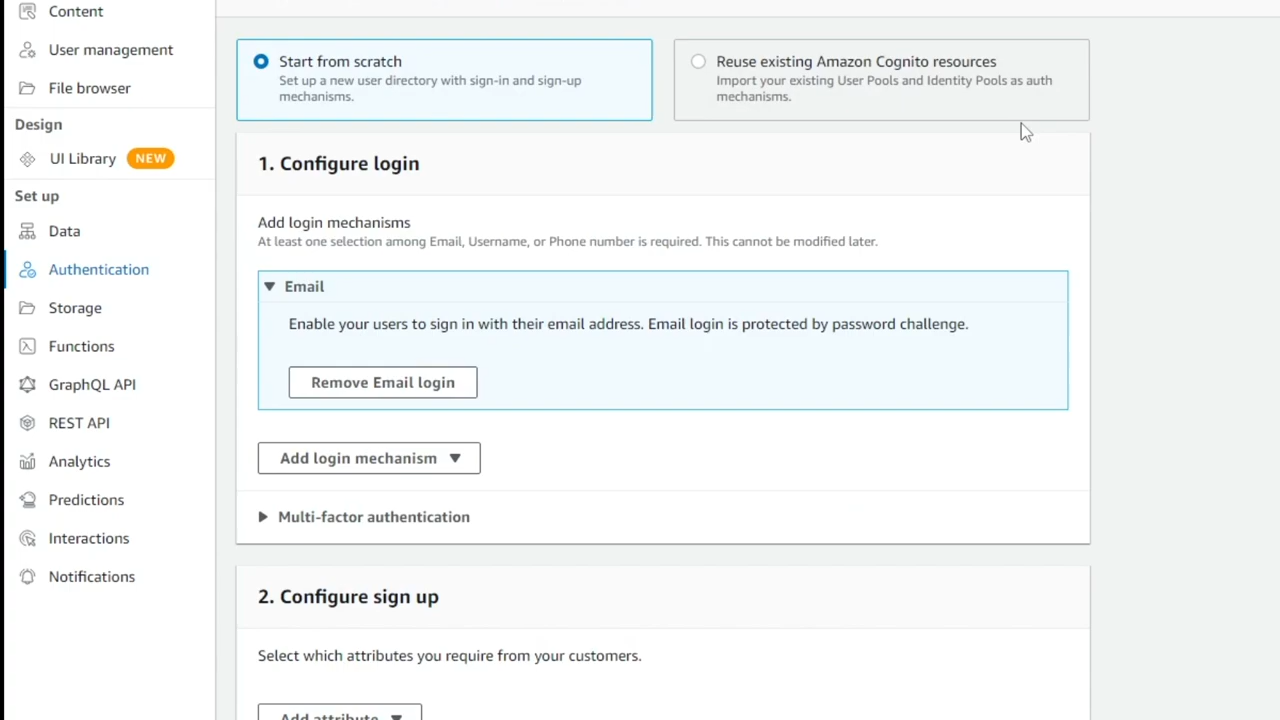 Content
User management
File browser
Design
UI Library NEW
Set up
Data
Authentication
Storage
Functions
GraphQL API
REST API
Analytics
Predictions
Interactions
Notifications
Start from scratch
Set up a new user directory with sign-in and sign-up
mechanisms.
Reuse existing Amazon Cognito resources
Import your existing User Pools and Identity Pools as auth
mechanisms.
1. Configure login
Add login mechanisms
At least one selection among Email, Username, or Phone number is required. This cannot be modified later.
Email
Enable your users to sign in with their email address. Email login is protected by password challenge.
Remove Email login
Add login mechanism
Multi-factor authentication
2. Configure sign up
Select which attributes you require from your customers.
Add attribute